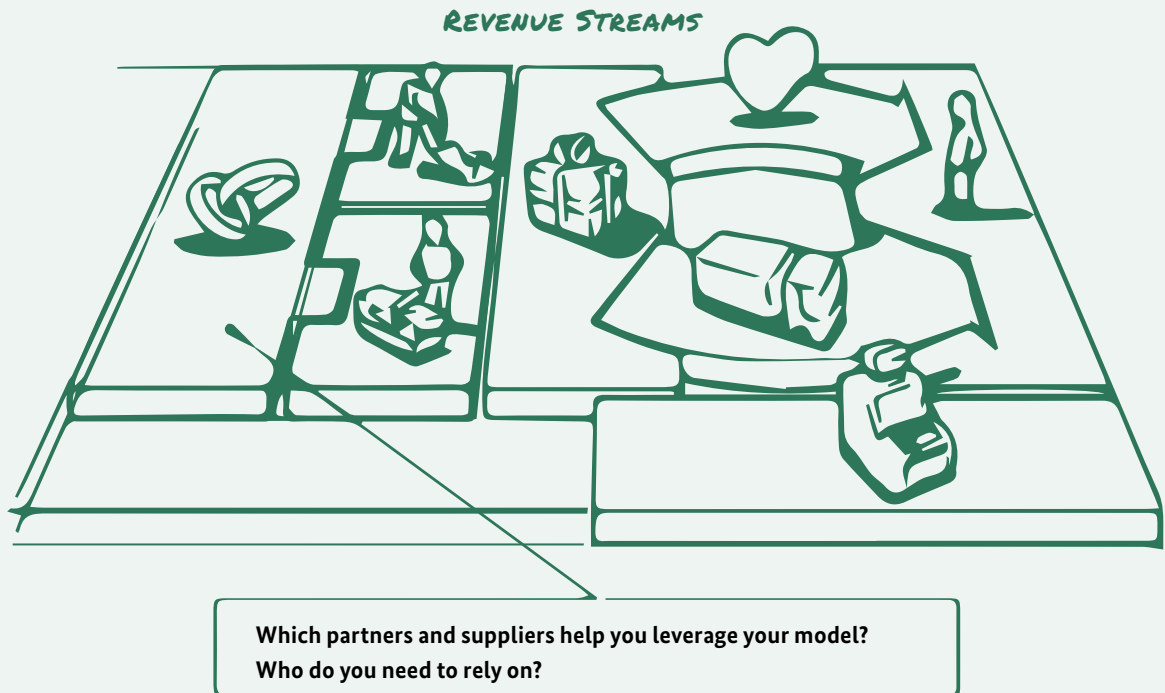 REVENUE STREAMS
Which partners and suppliers help you leverage your model?
Who do you need to rely on?